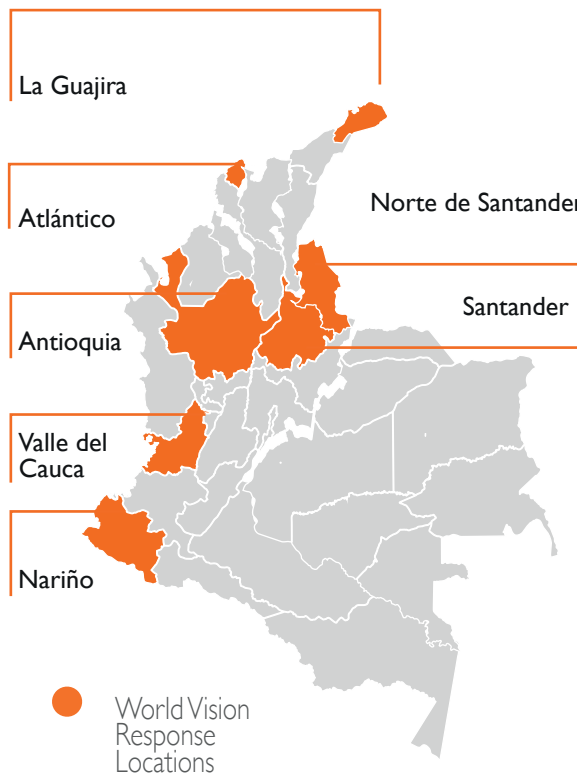 La Guajira
Atlántico
Norte de Santander
Santander
Antioquia
Valle del
Cauca
Nariño
World Vision
Response
Locations